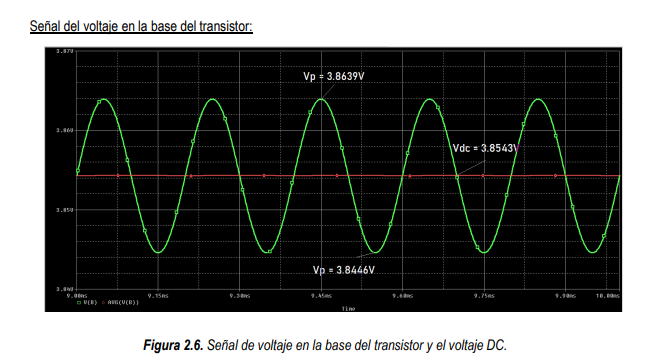 Señal del voltaje en la base del transistor:
3.870
Vp = 3.8639V
3.860
Vdc = 3.8543V
3.850
Vp = 3.8446V
3.840
9.00ms 9.15ms 9.30ms 9.45ms 9.60ms 9.75ms 9.90ms 10.00ms
V(B) AVG(V(B))
Time
Figura 2.6. Señal de voltaje en la base del transistor y el voltaje DC.